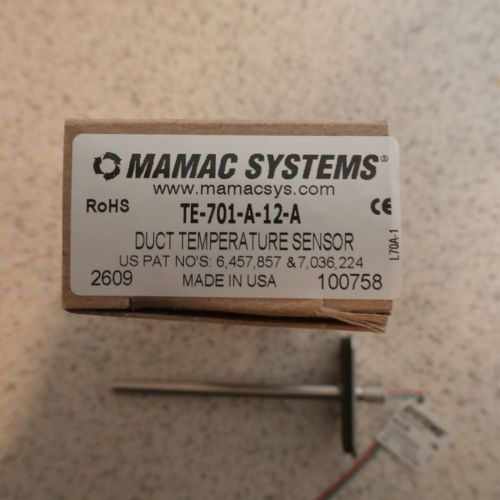 MAMAC SYSTEMS®
www.mamacsys.com
RoHS TE-701-A-12-A CE
DUCT TEMPERATURE SENSOR
US PAT NO'S: 6,457,857 &7,036,224
2609 MADE IN USA 100758
L70A-1